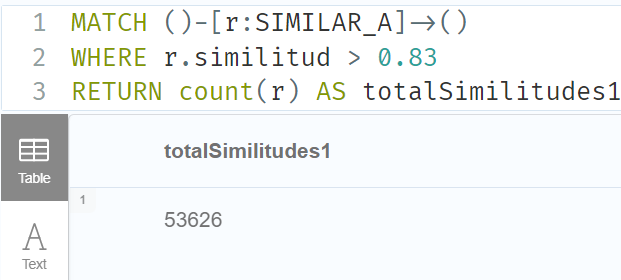 1 MATCH ()-[r:SIMILAR_A]→()
2 WHERE r.similitud > 0.83
3 RETURN count(r) AS totalSimilitudes1
totalSimilitudes1
Table
1
53626
A
Text